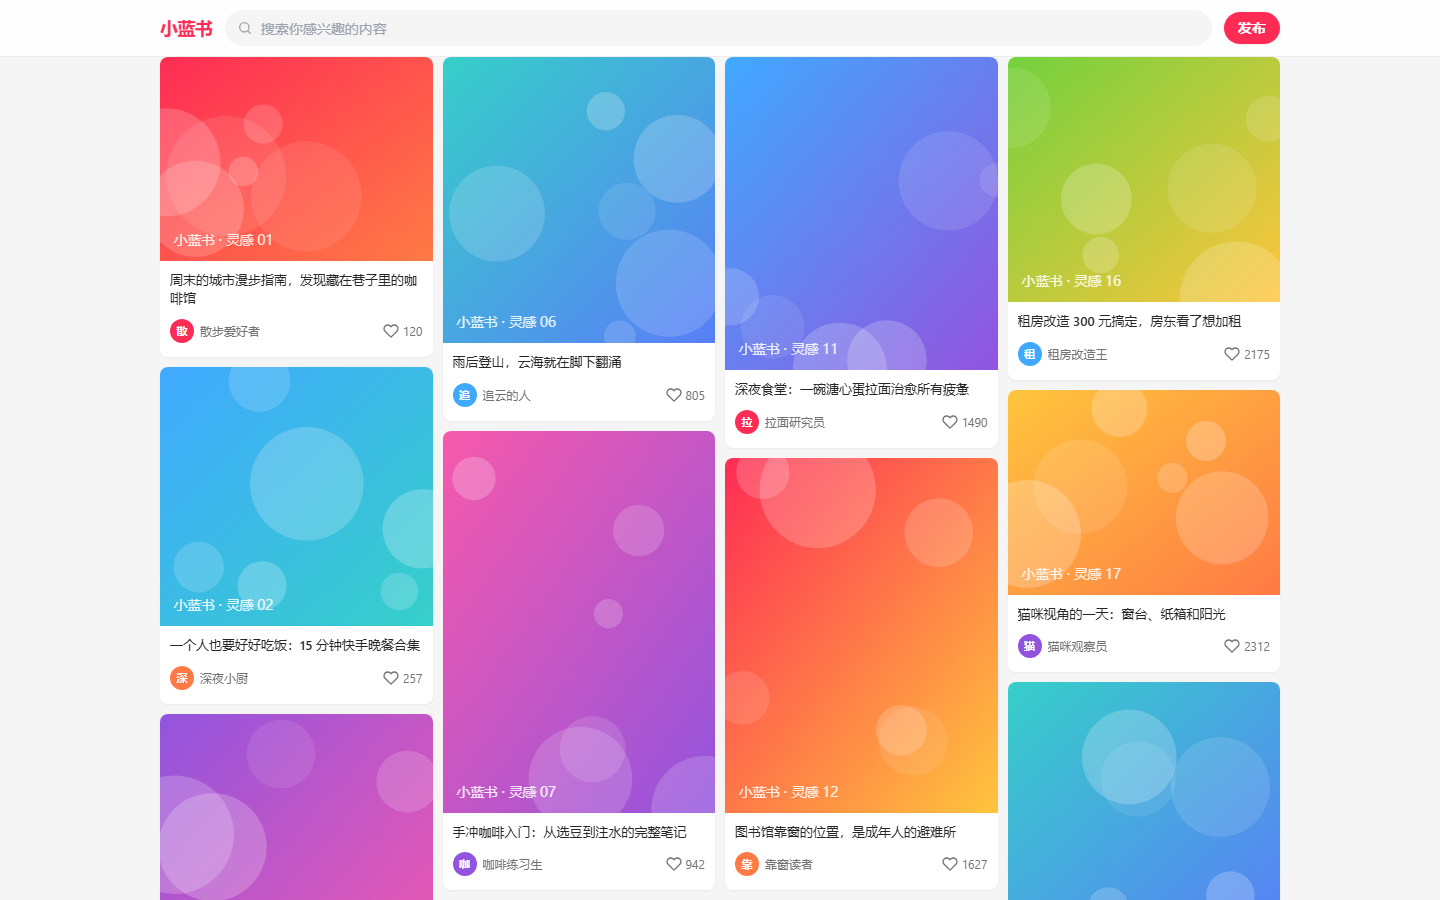 小蓝书
搜索你感兴趣的内容
发布
小蓝书 · 灵感 01
周末的城市漫步指南，发现藏在巷子里的咖
啡馆
散
散步爱好者
120
小蓝书 · 灵感 02
一个人也要好好吃饭：15 分钟快手晚餐合集
深
深夜小厨
257
小蓝书 · 灵感 06
雨后登山，云海就在脚下翻涌
追
追云的人
805
小蓝书 · 灵感 07
手冲咖啡入门：从选豆到注水的完整笔记
咖
咖啡练习生
942
小蓝书 · 灵感 11
深夜食堂：一碗溏心蛋拉面治愈所有疲惫
拉
拉面研究员
1490
小蓝书 · 灵感 12
图书馆靠窗的位置，是成年人的避难所
靠
靠窗读者
1627
小蓝书 · 灵感 16
租房改造 300 元搞定，房东看了想加租
租
租房改造王
2175
小蓝书 · 灵感 17
猫咪视角的一天：窗台、纸箱和阳光
猫
猫咪观察员
2312